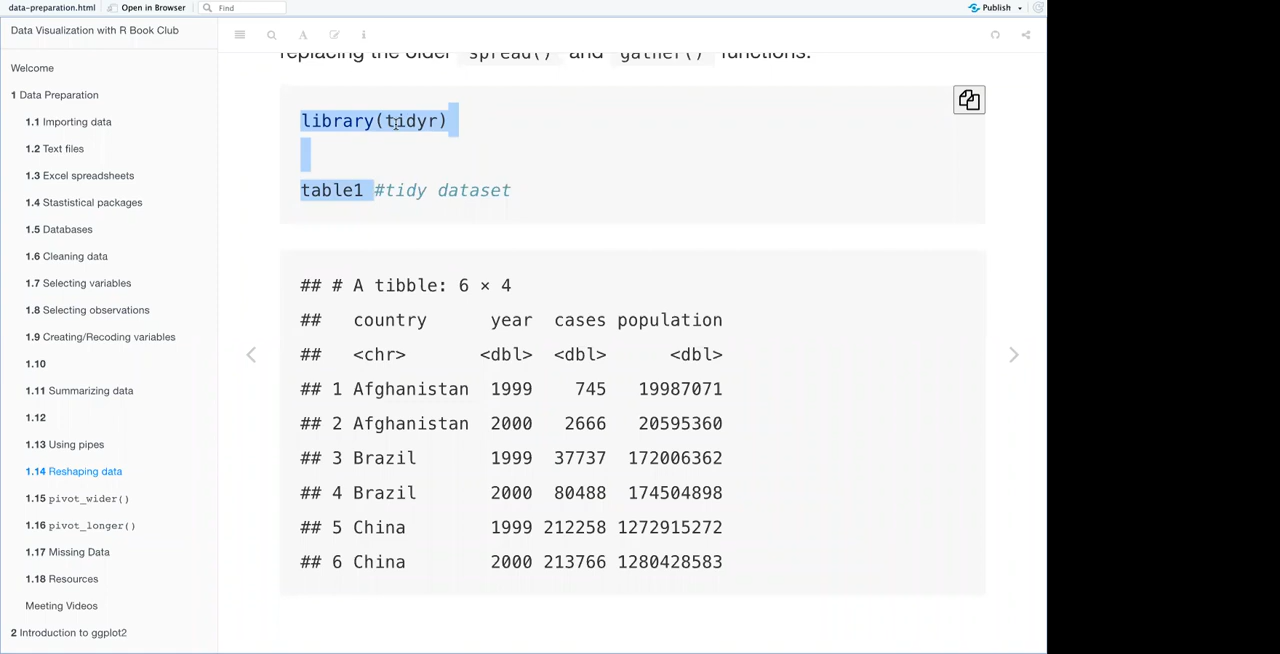 data-preparation.html
Open in Browser
Find
Publish
Data Visualization with R Book Club
Welcome
1 Data Preparation
1.1 Importing data
1.2 Text files
1.3 Excel spreadsheets
1.4 Stastistical packages
1.5 Databases
1.6 Cleaning data
1.7 Selecting variables
1.8 Selecting observations
1.9 Creating/Recoding variables
1.10
1.11 Summarizing data
1.12
1.13 Using pipes
1.14 Reshaping data
1.15 pivot_wider()
1.16 pivot_longer()
1.17 Missing Data
1.18 Resources
Meeting Videos
2 Introduction to ggplot2
replacing the older spread() and gather() functions.
library(tidyr)
table1 #tidy dataset
## # A tibble: 6 × 4
## country year cases population
## <chr> <dbl> <dbl> <dbl>
## 1 Afghanistan 1999 745 19987071
## 2 Afghanistan 2000 2666 20595360
## 3 Brazil 1999 37737 172006362
## 4 Brazil 2000 80488 174504898
## 5 China 1999 212258 1272915272
## 6 China 2000 213766 1280428583